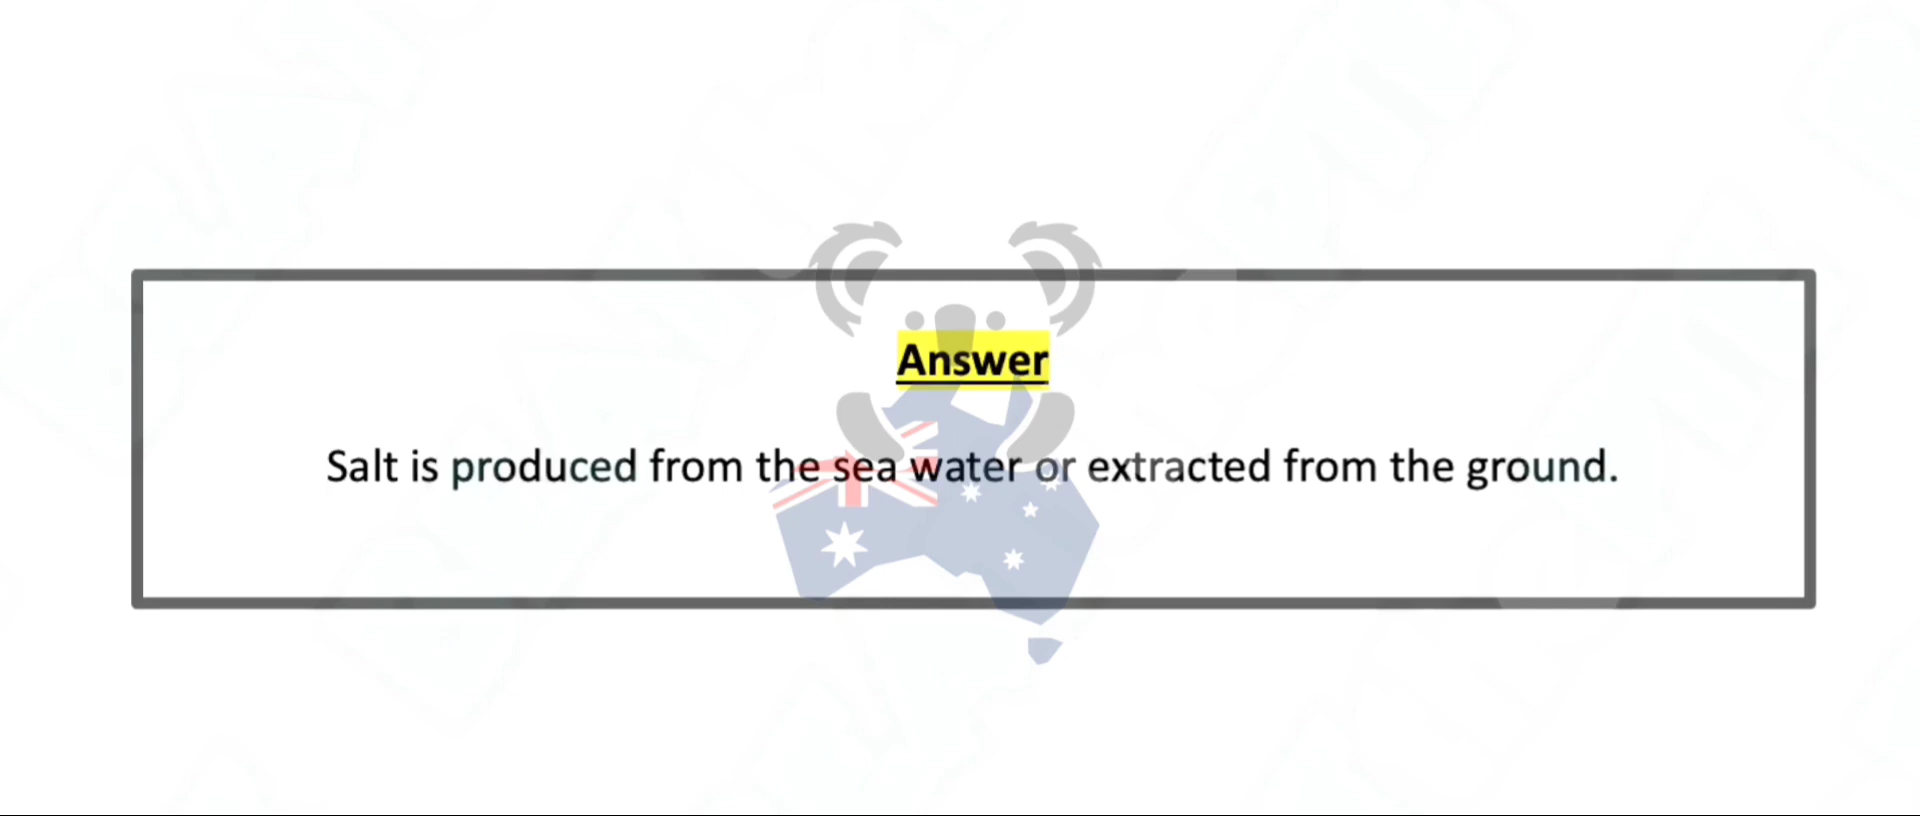 Answer
Salt is produced from the sea water or extracted from the ground.